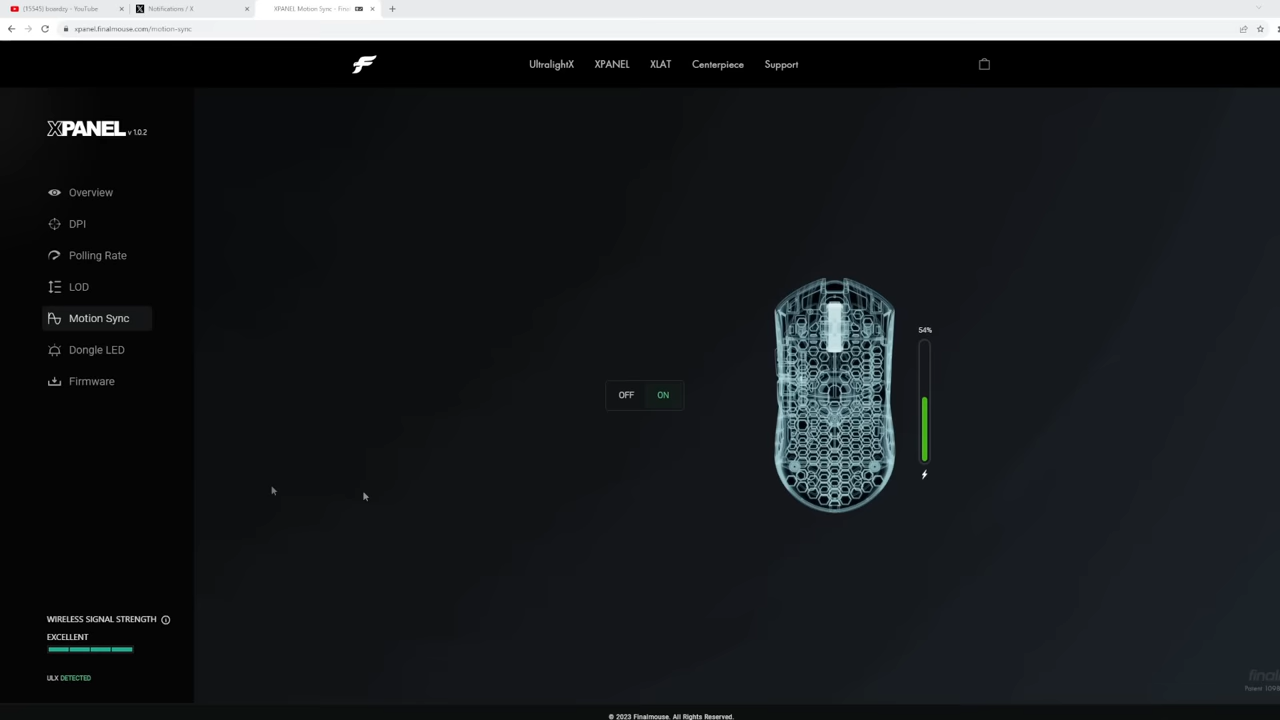 (15545) boardzy - YouTube
Notifications / X
XPANEL Motion Sync - Fina
xpanel.finalmouse.com/motion-sync
UltralightX XPANEL XLAT Centerpiece Support
XPANEL v 1.0.2
Overview
DPI
Polling Rate
LOD
Motion Sync
Dongle LED
Firmware
54%
OFF ON
WIRELESS SIGNAL STRENGTH
EXCELLENT
ULX DETECTED
© 2023 Finalmouse. All Rights Reserved.